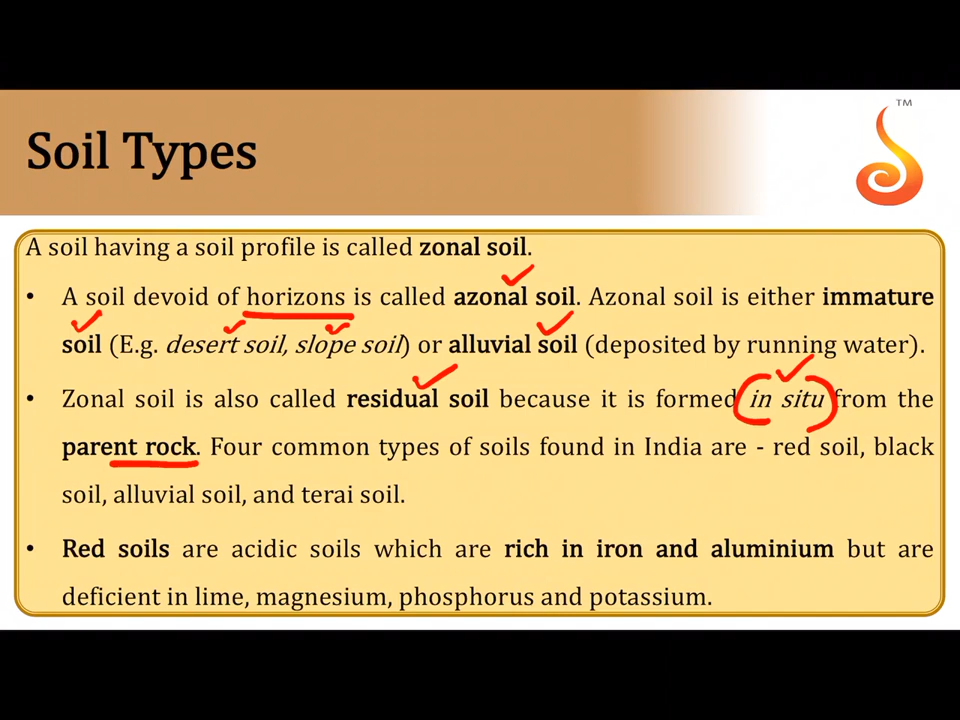 TM
Soil Types
A soil having a soil profile is called zonal soil.
• A soil devoid of horizons is called azonal soil. Azonal soil is either immature
soil (E.g. desert soil, slope soil) or alluvial soil (deposited by running water).
• Zonal soil is also called residual soil because it is formed in situ from the
parent rock. Four common types of soils found in India are - red soil, black
soil, alluvial soil, and terai soil.
• Red soils are acidic soils which are rich in iron and aluminium but are
deficient in lime, magnesium, phosphorus and potassium.